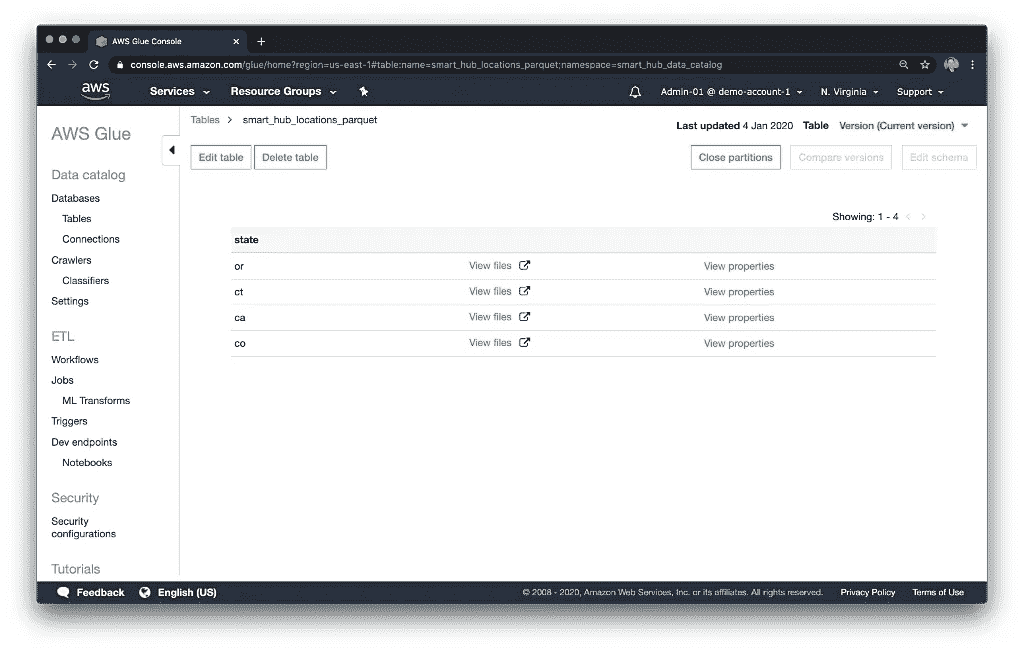 AWS Glue Console
console.aws.amazon.com/glue/home?region=us-east-1#table:name=smart_hub_locations_parquet;namespace=smart_hub_data_catalog
aws Services Resource Groups Admin-01 @ demo-account-1 N. Virginia Support
AWS Glue
Data catalog
Databases
Tables
Connections
Crawlers
Classifiers
Settings
ETL
Workflows
Jobs
ML Transforms
Triggers
Dev endpoints
Notebooks
Security
Security
configurations
Tutorials
Tables > smart_hub_locations_parquet
Last updated 4 Jan 2020 Table Version (Current version)
Edit table Delete table Close partitions Compare versions Edit schema
Showing: 1 - 4 < >
state
or View files View properties
ct View files View properties
ca View files View properties
co View files View properties
Feedback English (US) © 2008 - 2020, Amazon Web Services, Inc. or its affiliates. All rights reserved. Privacy Policy Terms of Use